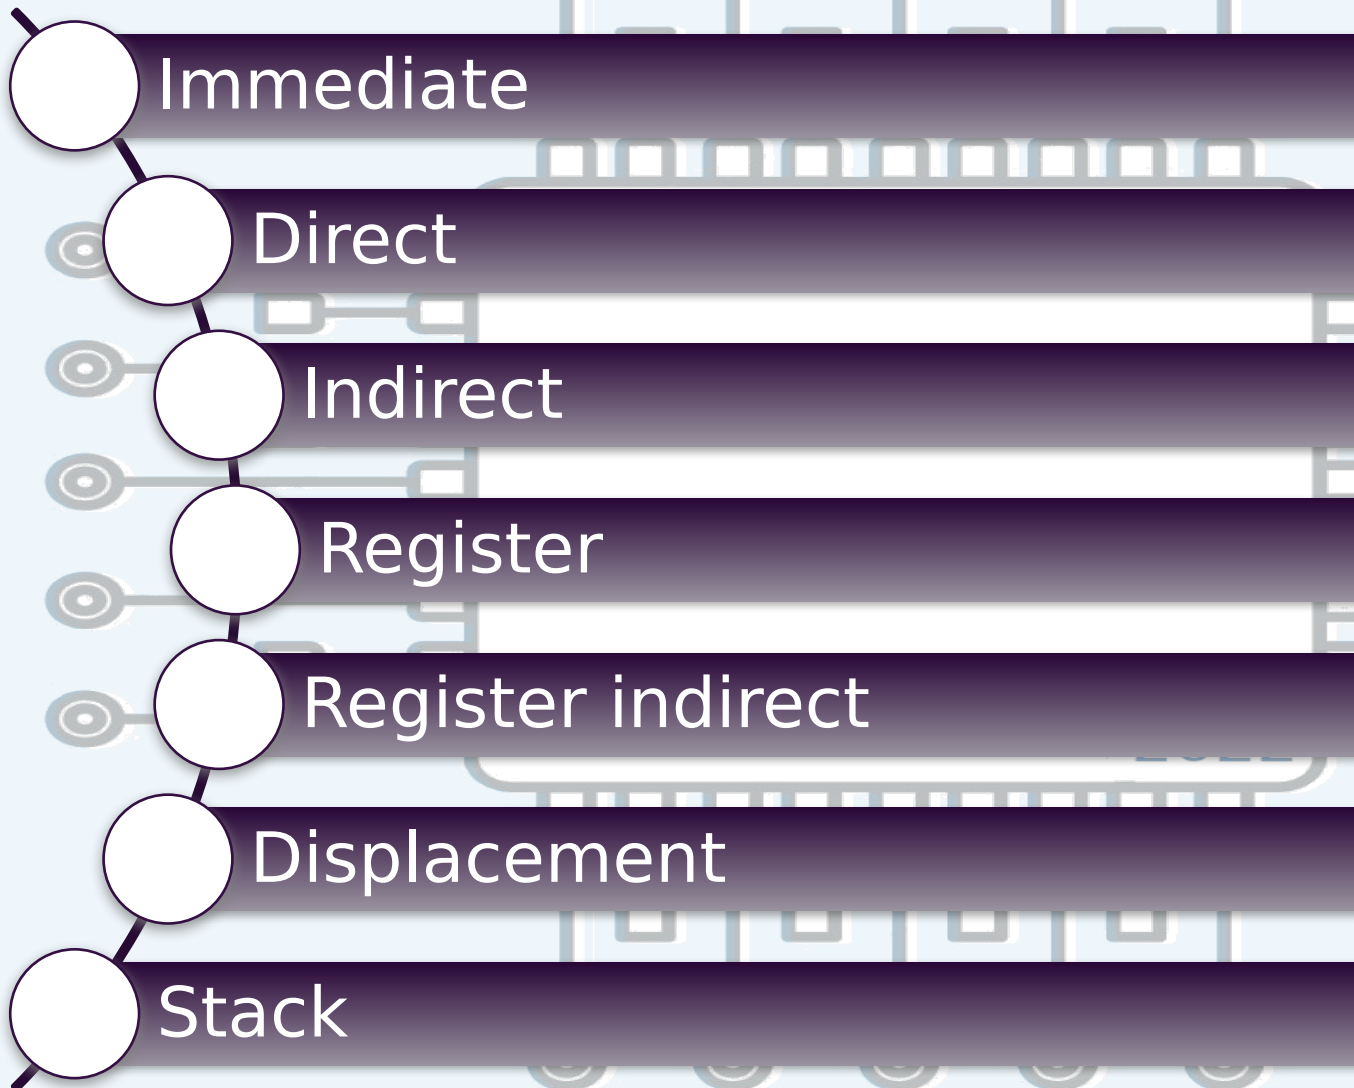 Immediate
Direct
Indirect
Register
Register indirect
Displacement
Stack